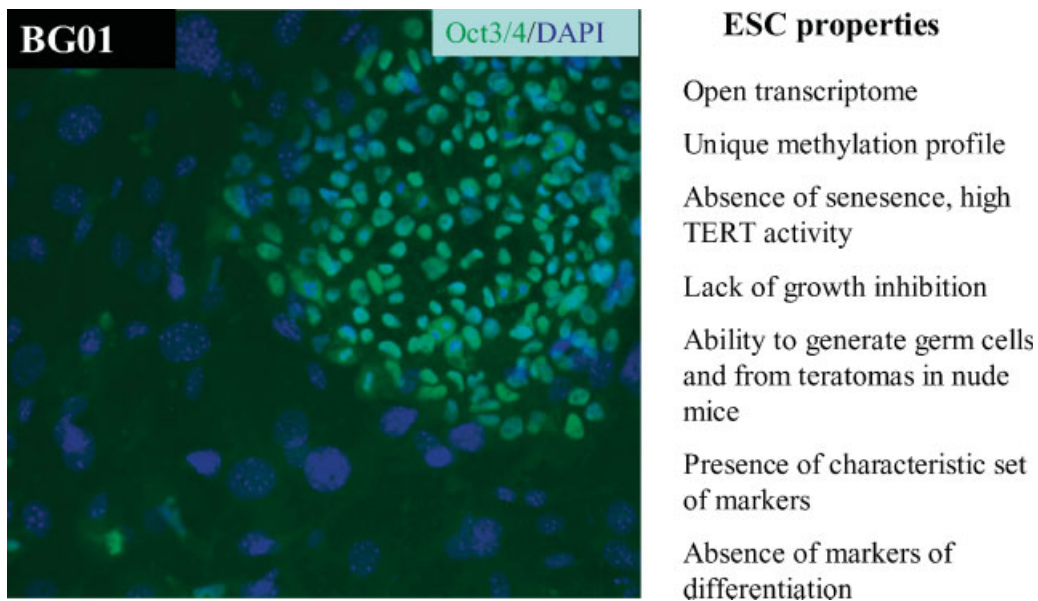 BG01
Oct3/4/DAPI
ESC properties
Open transcriptome
Unique methylation profile
Absence of senesence, high
TERT activity
Lack of growth inhibition
Ability to generate germ cells
and from teratomas in nude
mice
Presence of characteristic set
of markers
Absence of markers of
differentiation